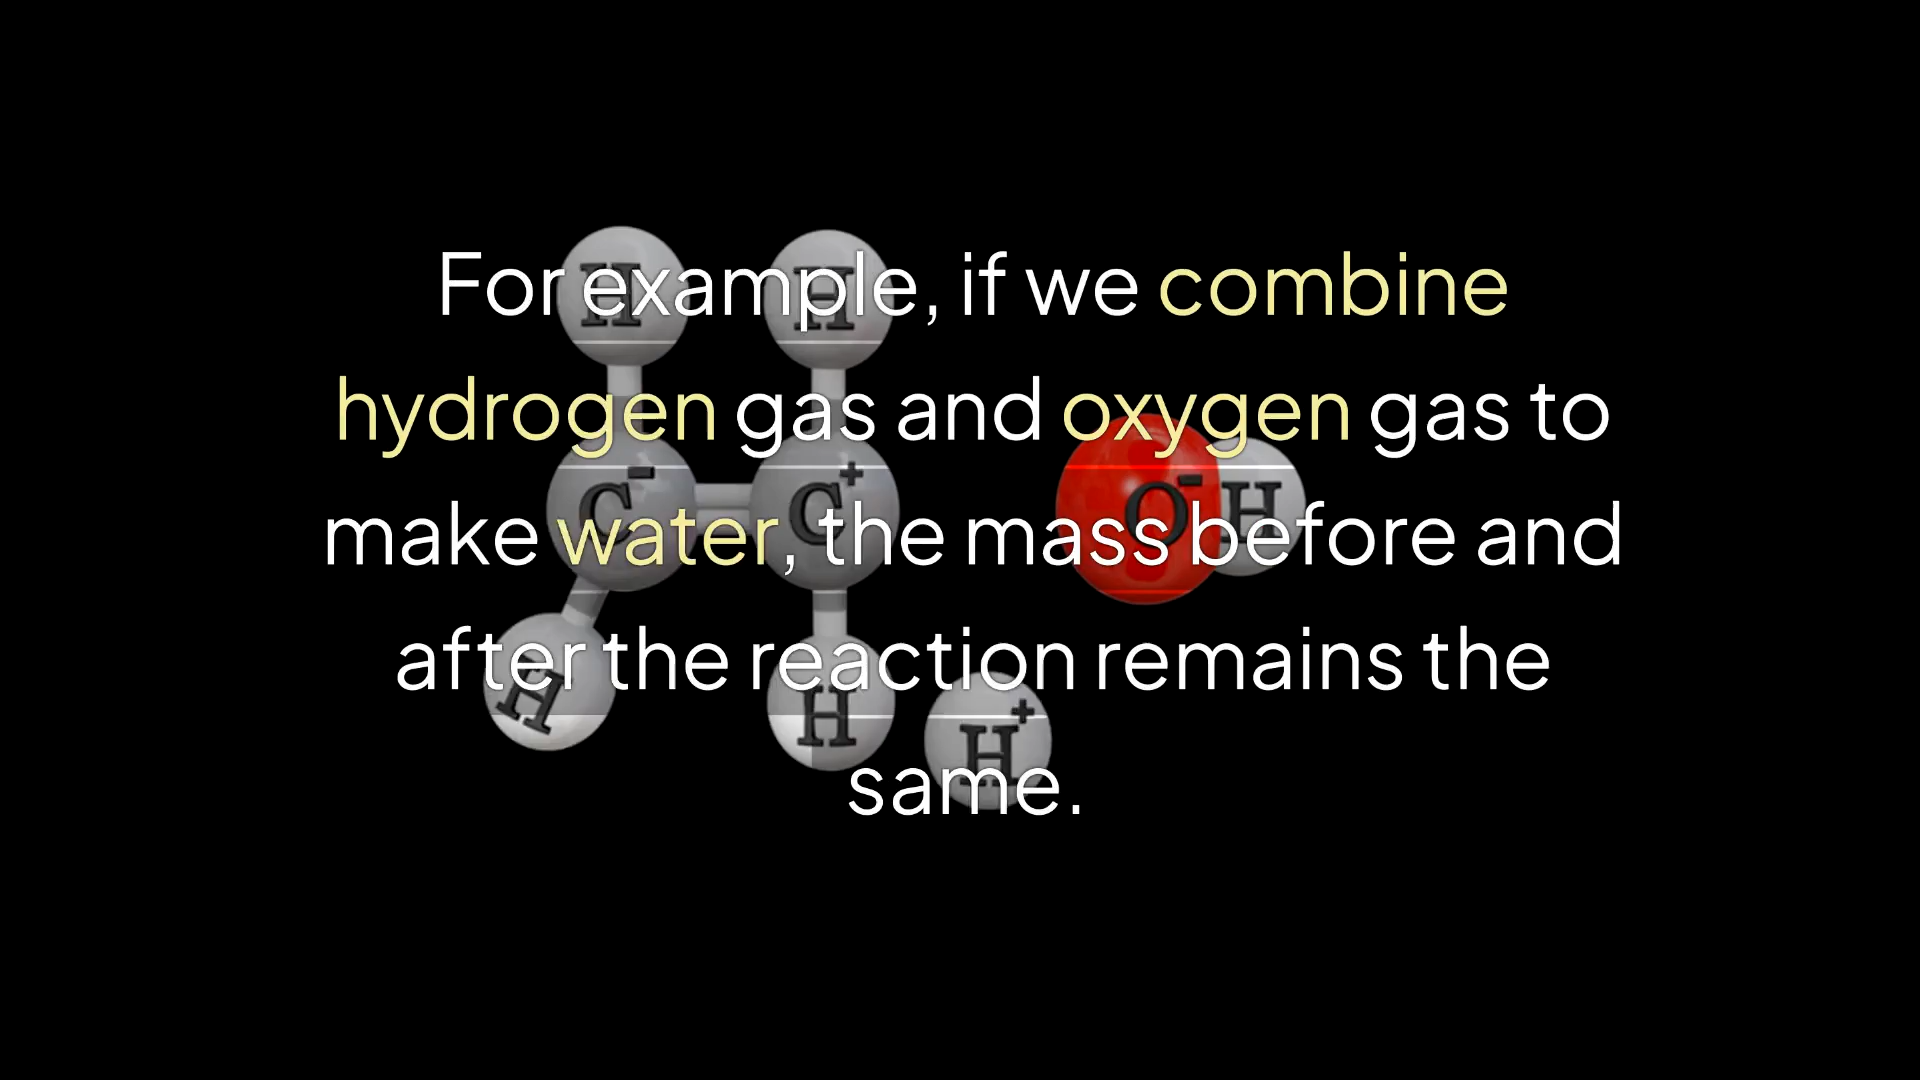 For example, if we combine
hydrogen gas and oxygen gas to
make water, the mass before and
after the reaction remains the
same.
H
H
C-
C+
O-
H
H
H
H+